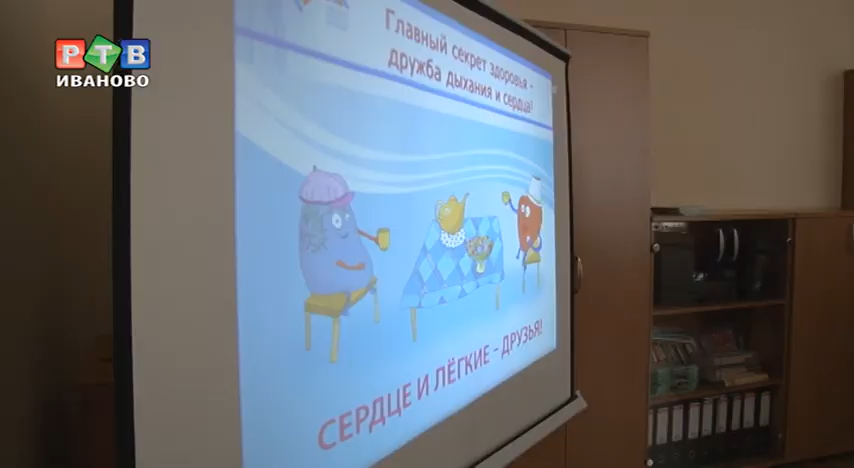 РТВ
ИВАНОВО
Главный секрет здоровья -
дружба дыхания и сердца!
СЕРДЦЕ И ЛЁГКИЕ - ДРУЗЬЯ!